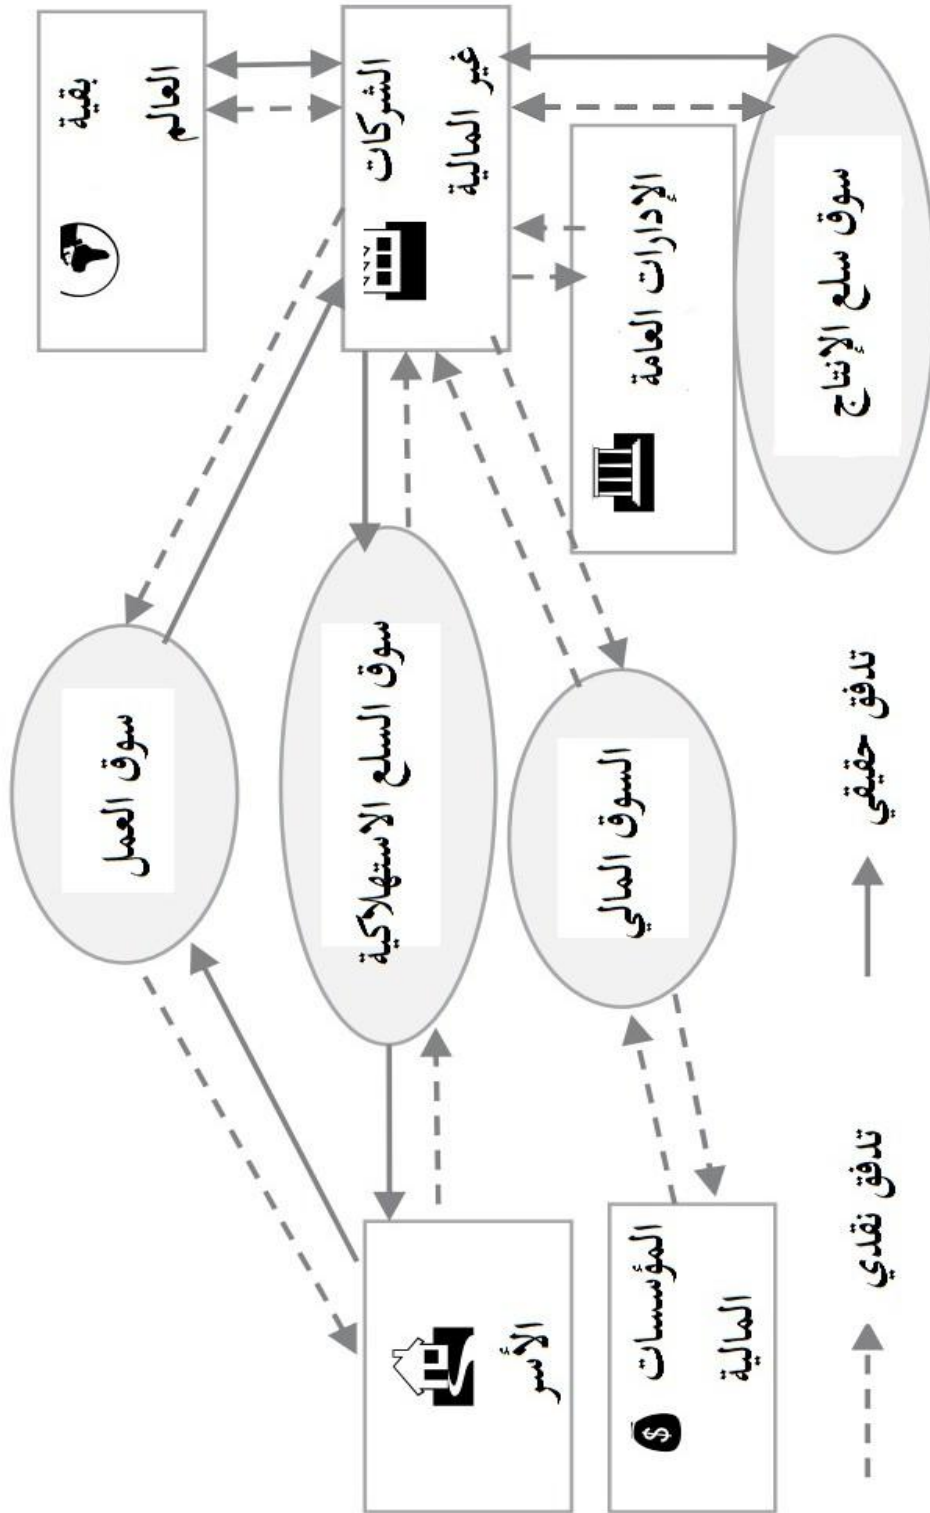 بقية
العالم
سوق العمل
الشركات
غير المالية
سوق السلع الاستهلاكية
الأسر
الإدارات العامة
السوق المالي
المؤسسات
المالية
$
سوق سلع الإنتاج
تدفق حقيقي
تدفق نقدي